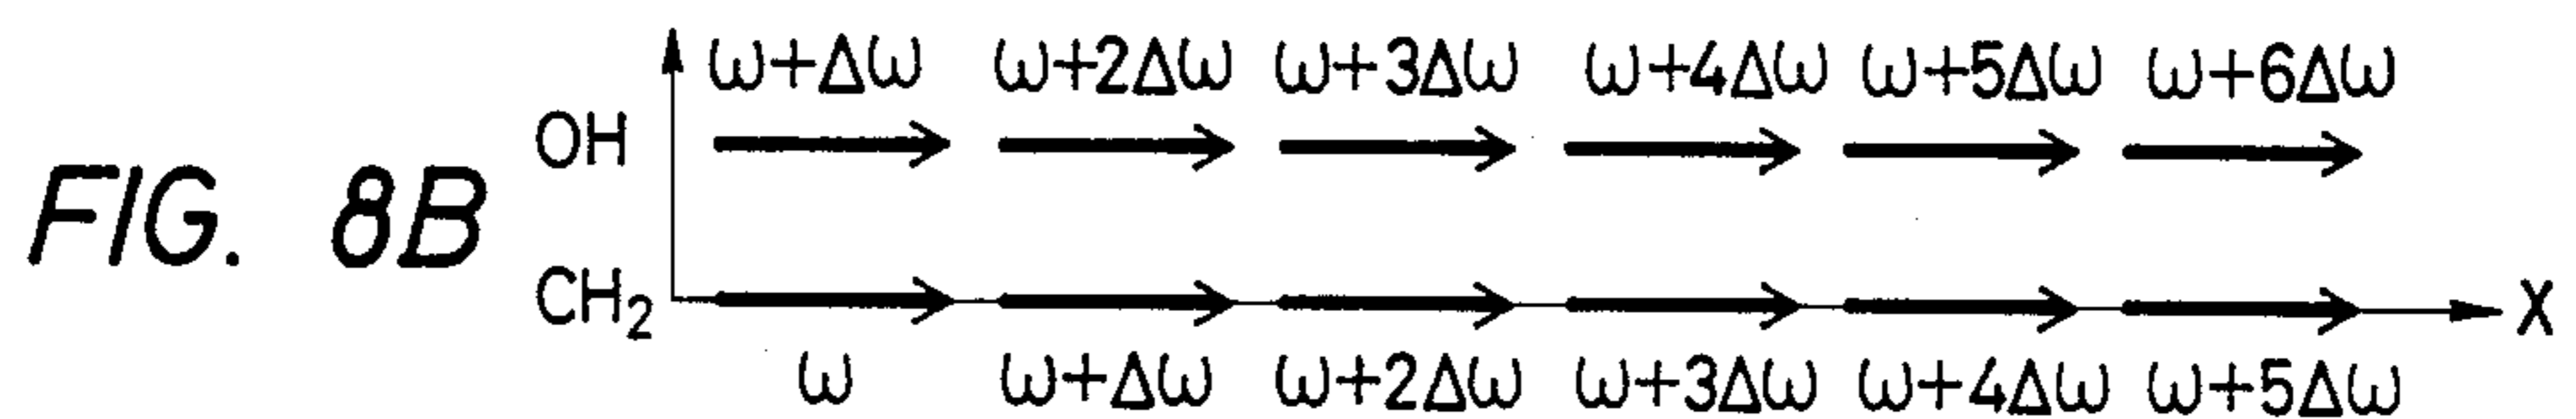 ω+Δω ω+2Δω ω+3Δω ω+4Δω ω+5Δω ω+6Δω
OH
FIG. 8B
CH₂ X
ω ω+Δω ω+2Δω ω+3Δω ω+4Δω ω+5Δω